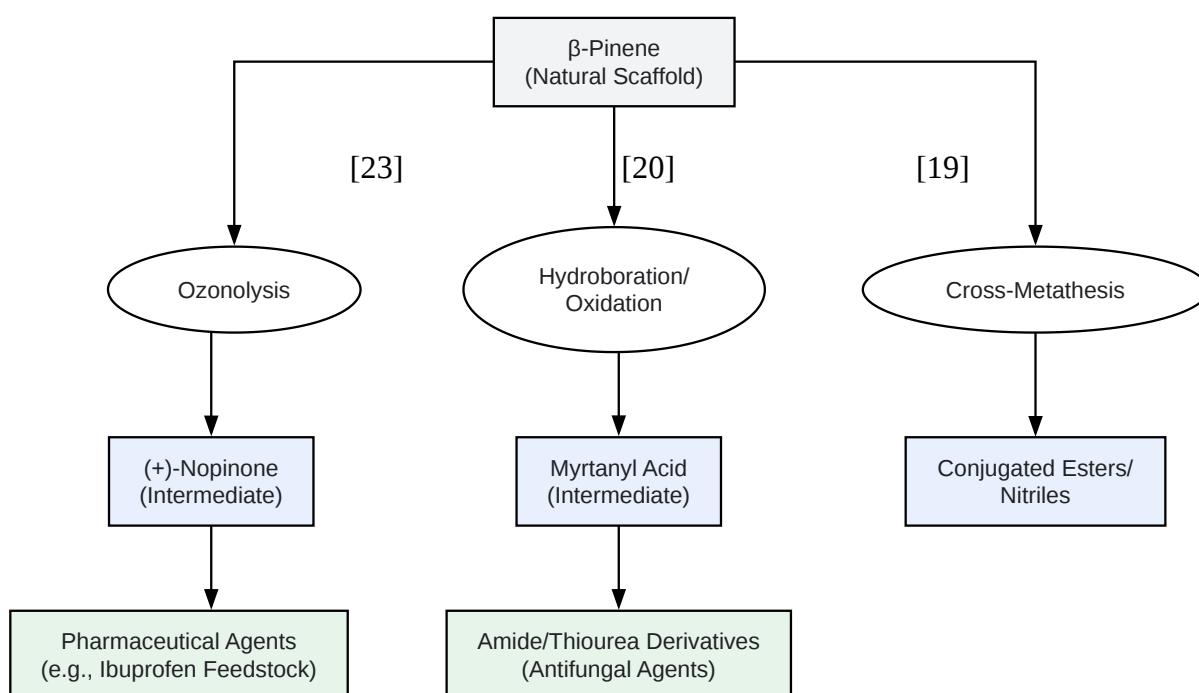 β-Pinene
(Natural Scaffold)
[23]
[20]
[19]
Ozonolysis
Hydroboration/
Oxidation
Cross-Metathesis
(+)-Nopinone
(Intermediate)
Myrtanyl Acid
(Intermediate)
Conjugated Esters/
Nitriles
Pharmaceutical Agents
(e.g., Ibuprofen Feedstock)
Amide/Thiourea Derivatives
(Antifungal Agents)